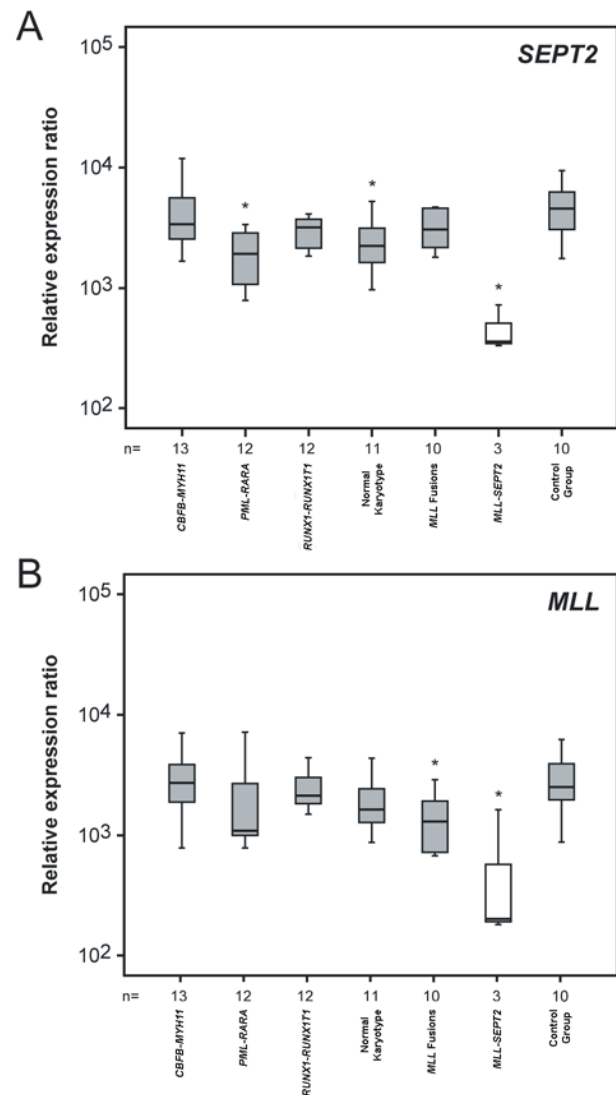 A
SEPT2
Relative expression ratio
10^5
10^4
10^3
10^2
* * *
n= 13 12 12 11 10 3 10
CBFB-MYH11
PML-RARA
RUNX1-RUNX1T1
Normal
Karyotype
MLL Fusions
MLL-SEPT2
Control
Group
B
MLL
Relative expression ratio
10^5
10^4
10^3
10^2
* *
n= 13 12 12 11 10 3 10
CBFB-MYH11
PML-RARA
RUNX1-RUNX1T1
Normal
Karyotype
MLL Fusions
MLL-SEPT2
Control
Group